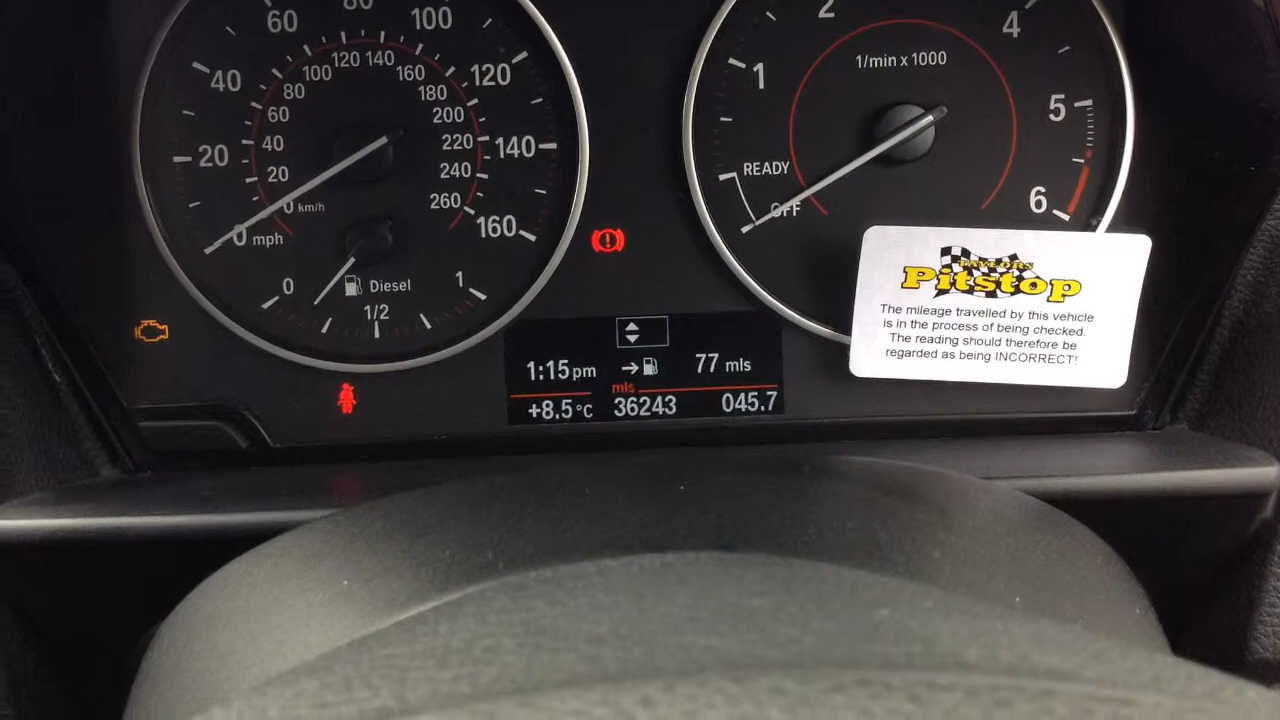 80
60
100
40
120
20
140
0 mph
160
120 140
100
160
80
180
60
200
40
220
20
240
0 km/h
260
0
Diesel
1
1/2
2
4
1/min x 1000
1
5
READY
OFF
6
TAYLORS
Pitstop
The mileage travelled by this vehicle
is in the process of being checked.
The reading should therefore be
regarded as being INCORRECT!
1:15 pm
77 mls
mls
+8.5°C 36243 045.7